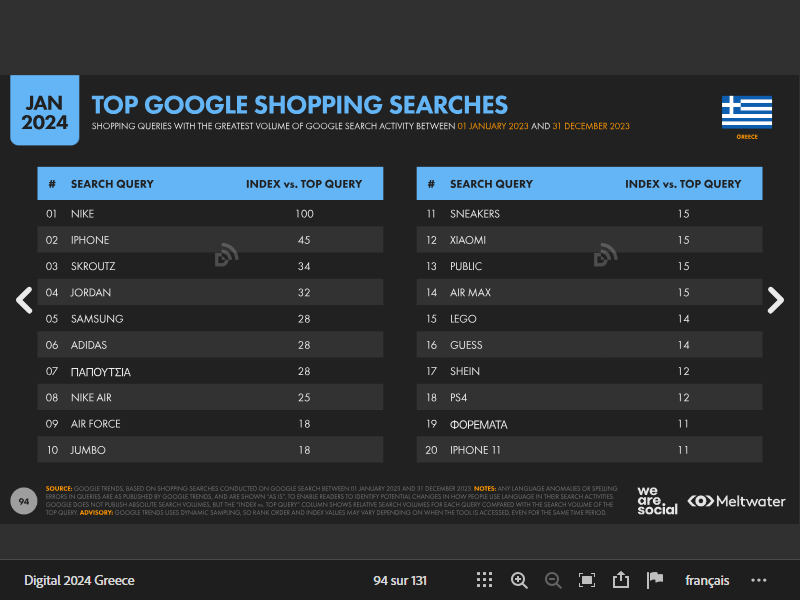 JAN
2024
TOP GOOGLE SHOPPING SEARCHES
SHOPPING QUERIES WITH THE GREATEST VOLUME OF GOOGLE SEARCH ACTIVITY BETWEEN 01 JANUARY 2023 AND 31 DECEMBER 2023
GREECE
# SEARCH QUERY INDEX vs. TOP QUERY
01 NIKE 100
02 IPHONE 45
03 SKROUTZ 34
04 JORDAN 32
05 SAMSUNG 28
06 ADIDAS 28
07 ΠΑΠΟΥΤΣΙΑ 28
08 NIKE AIR 25
09 AIR FORCE 18
10 JUMBO 18
# SEARCH QUERY INDEX vs. TOP QUERY
11 SNEAKERS 15
12 XIAOMI 15
13 PUBLIC 15
14 AIR MAX 15
15 LEGO 14
16 GUESS 14
17 SHEIN 12
18 PS4 12
19 ΦΟΡΕΜΑΤΑ 11
20 IPHONE 11 11
94
SOURCE: GOOGLE TRENDS, BASED ON SHOPPING SEARCHES CONDUCTED ON GOOGLE SEARCH BETWEEN 01 JANUARY 2023 AND 31 DECEMBER 2023. NOTES: ANY LANGUAGE ANOMALIES OR SPELLING
ERRORS IN QUERIES ARE AS PUBLISHED BY GOOGLE TRENDS, AND ARE SHOWN "AS IS", TO ENABLE READERS TO IDENTIFY POTENTIAL CHANGES IN HOW PEOPLE USE LANGUAGE IN THEIR SEARCH ACTIVITIES.
GOOGLE DOES NOT PUBLISH ABSOLUTE SEARCH VOLUMES, BUT THE "INDEX vs. TOP QUERY" COLUMN SHOWS RELATIVE SEARCH VOLUMES FOR EACH QUERY COMPARED WITH THE SEARCH VOLUME OF THE
TOP QUERY. ADVISORY: GOOGLE TRENDS USES DYNAMIC SAMPLING, SO RANK ORDER AND INDEX VALUES MAY VARY DEPENDING ON WHEN THE TOOL IS ACCESSED, EVEN FOR THE SAME TIME PERIOD.
we
are.
social
Meltwater
Digital 2024 Greece
94 sur 131
français